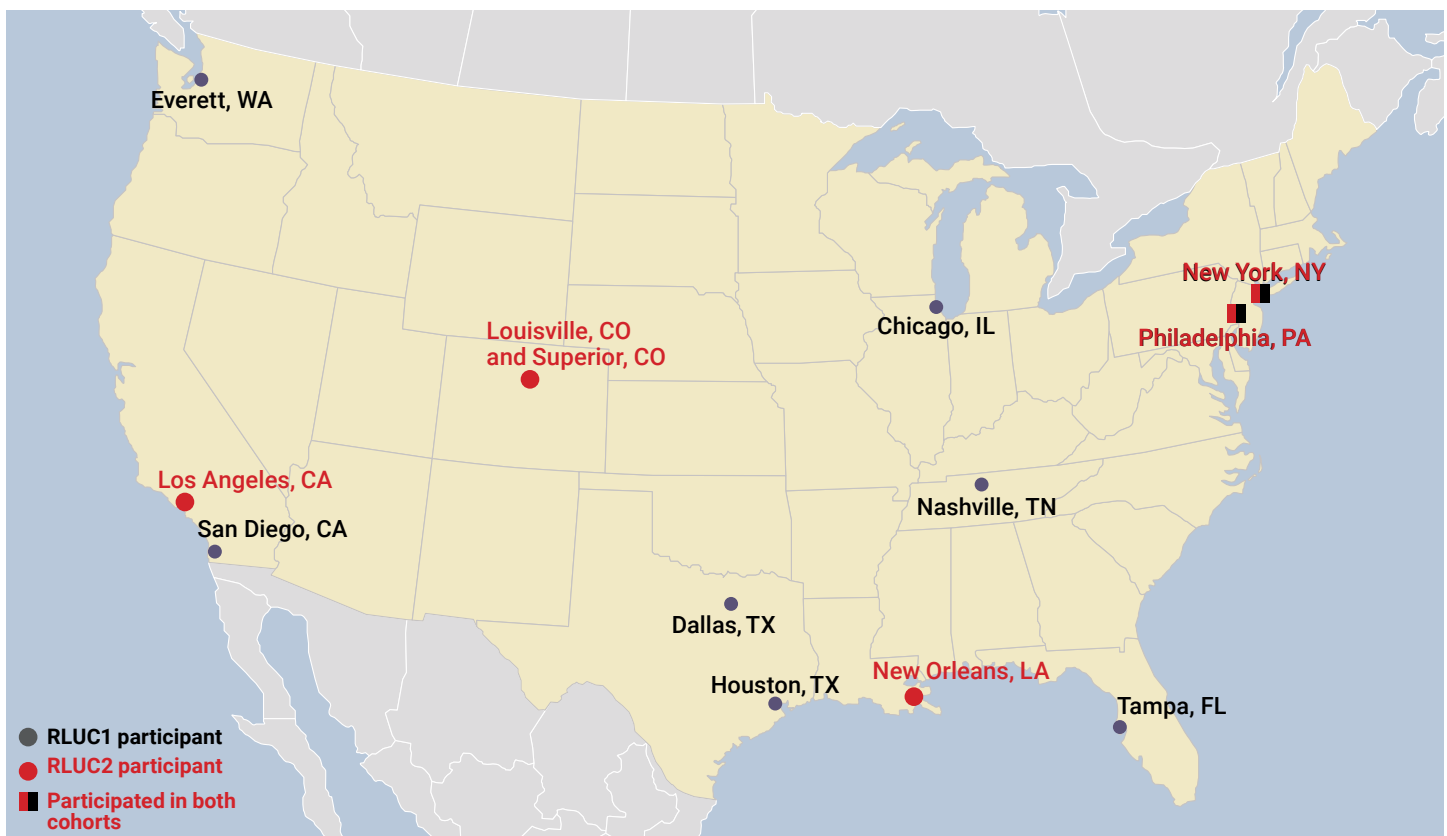 Everett, WA
New York, NY
Philadelphia, PA
Chicago, IL
Louisville, CO
and Superior, CO
Los Angeles, CA
San Diego, CA
Nashville, TN
Dallas, TX
New Orleans, LA
Houston, TX
Tampa, FL
RLUC1 participant
RLUC2 participant
Participated in both
cohorts